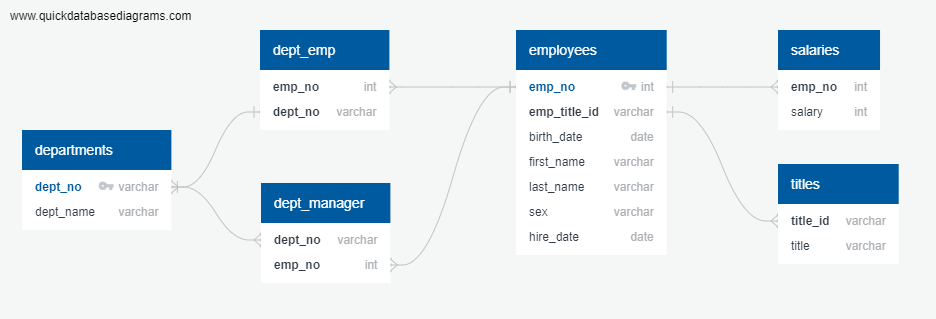 www.quickdatabasediagrams.com
departments
dept_no varchar
dept_name varchar
dept_emp
emp_no int
dept_no varchar
dept_manager
dept_no varchar
emp_no int
employees
emp_no int
emp_title_id varchar
birth_date date
first_name varchar
last_name varchar
sex varchar
hire_date date
salaries
emp_no int
salary int
titles
title_id varchar
title varchar